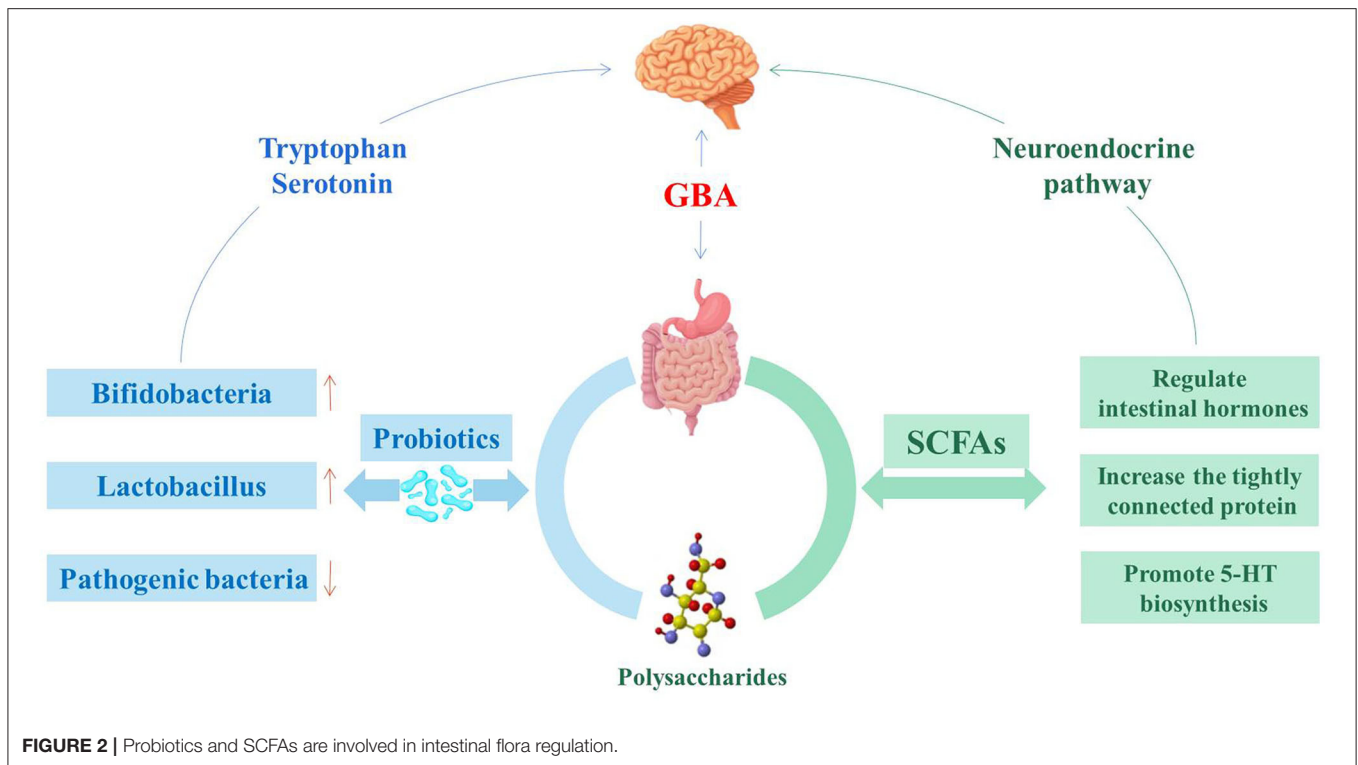 Tryptophan
Serotonin
GBA
Neuroendocrine
pathway
Bifidobacteria
Lactobacillus
Pathogenic bacteria
Probiotics
SCFAs
Regulate
intestinal hormones
Increase the tightly
connected protein
Promote 5-HT
biosynthesis
Polysaccharides
FIGURE 2 | Probiotics and SCFAs are involved in intestinal flora regulation.